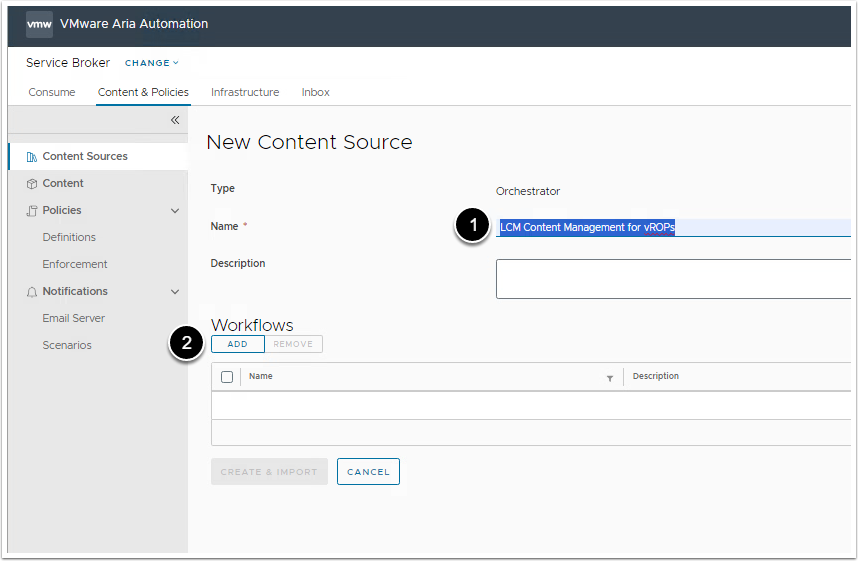 vmw VMware Aria Automation
Service Broker CHANGE
Consume Content & Policies Infrastructure Inbox
Content Sources
Content
Policies
Definitions
Enforcement
Notifications
Email Server
Scenarios
New Content Source
Type Orchestrator
Name * 1 LCM Content Management for vROPs
Description
Workflows
2 ADD REMOVE
Name Description
CREATE & IMPORT CANCEL